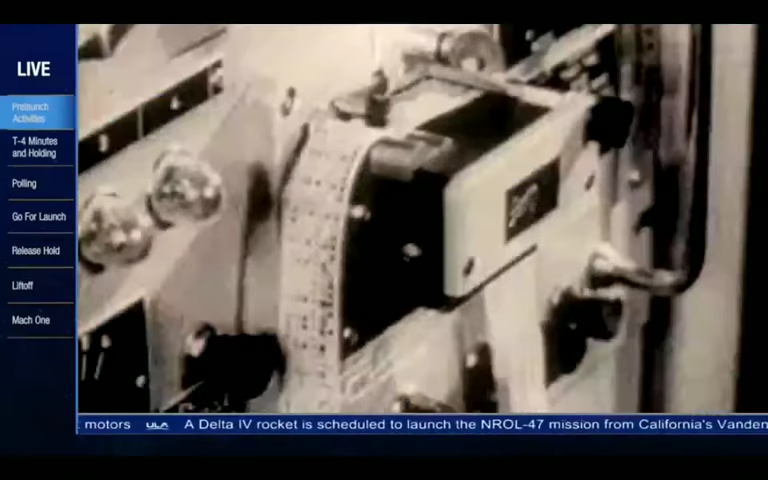 LIVE
Prelaunch
Activities
T-4 Minutes
and Holding
Polling
Go For Launch
Release Hold
Liftoff
Mach One
motors ULA A Delta IV rocket is scheduled to launch the NROL-47 mission from California's Vanden